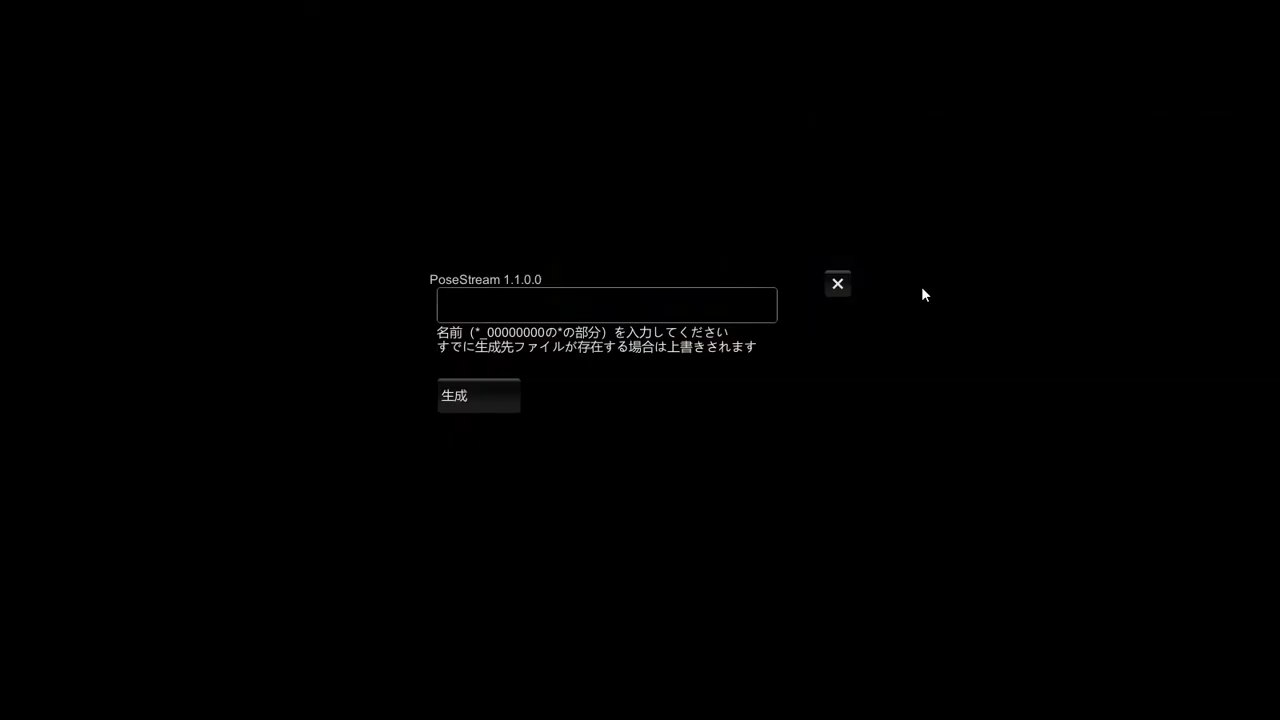 PoseStream 1.1.0.0
名前（*_00000000の*の部分）を入力してください
すでに生成先ファイルが存在する場合は上書きされます
生成